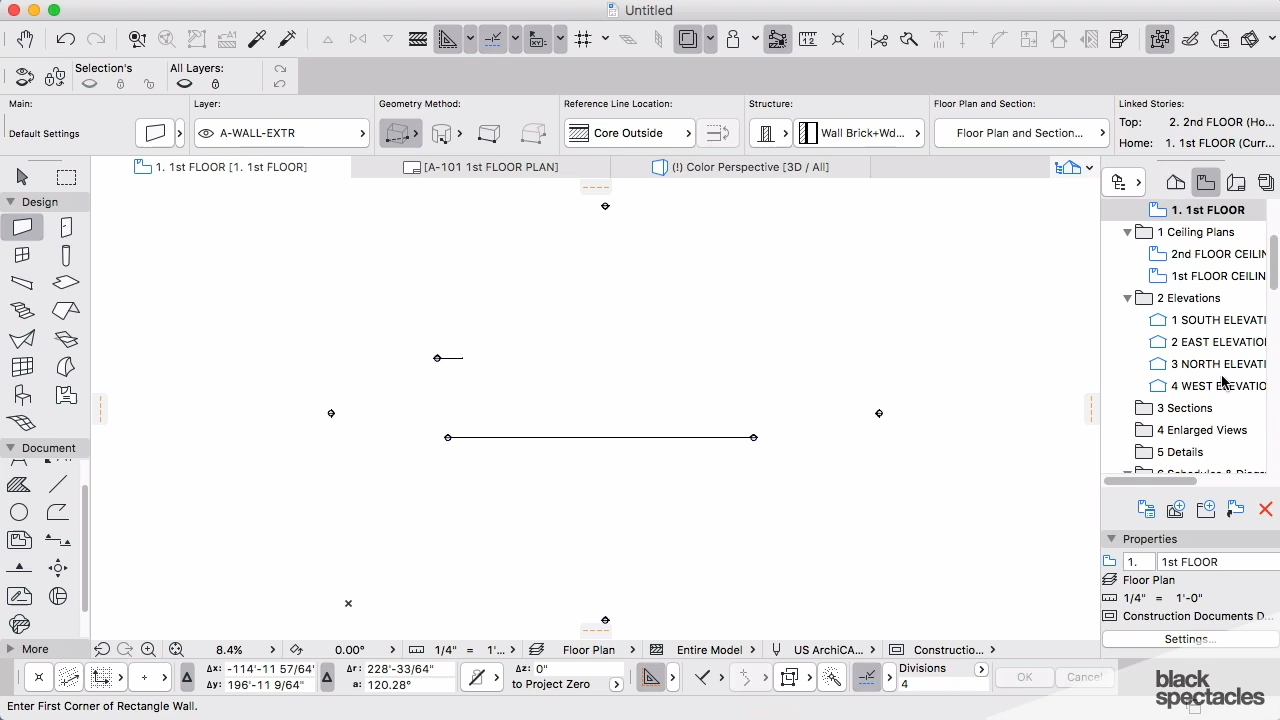 Untitled
Selection's
All Layers:
Main:
Default Settings
Layer:
A-WALL-EXTR
Geometry Method:
Reference Line Location:
Core Outside
Structure:
Wall Brick+Wd...
Floor Plan and Section:
Floor Plan and Section...
Linked Stories:
Top: 2. 2nd FLOOR (Ho...
Home: 1. 1st FLOOR (Curr...
1. 1st FLOOR [1. 1st FLOOR]
[A-101 1st FLOOR PLAN]
(!) Color Perspective [3D / All]
Design
Document
More
1. 1st FLOOR
1 Ceiling Plans
2nd FLOOR CEILIN
1st FLOOR CEILIN
2 Elevations
1 SOUTH ELEVATI
2 EAST ELEVATIO
3 NORTH ELEVATI
4 WEST ELEVATIO
3 Sections
4 Enlarged Views
5 Details
Properties
1. 1st FLOOR
Floor Plan
1/4" = 1'-0"
Construction Documents D...
Settings...
8.4%
0.00°
1/4" = 1'...
Floor Plan
Entire Model
US ArchiCA...
Constructio...
Δx: -114'-11 57/64"
Δy: 196'-11 9/64"
Δr: 228'-33/64"
a: 120.28°
Δz: 0"
to Project Zero
Divisions
4
OK
Cancel
Enter First Corner of Rectangle Wall.
black
spectacles